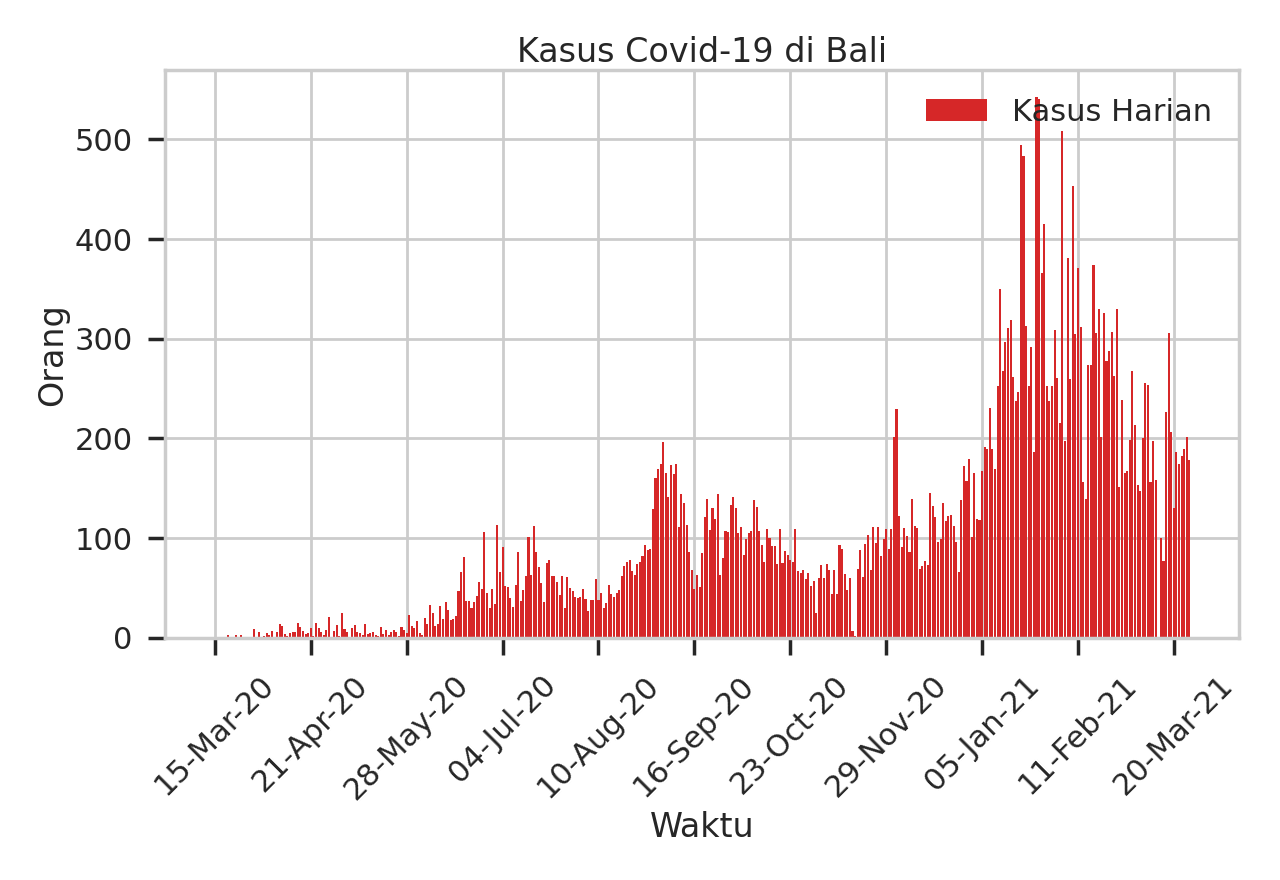 Kasus Covid-19 di Bali
Kasus Harian
500
400
300
200
100
0
Orang
15-Mar-20
21-Apr-20
28-May-20
04-Jul-20
10-Aug-20
16-Sep-20
23-Oct-20
29-Nov-20
05-Jan-21
11-Feb-21
20-Mar-21
Waktu